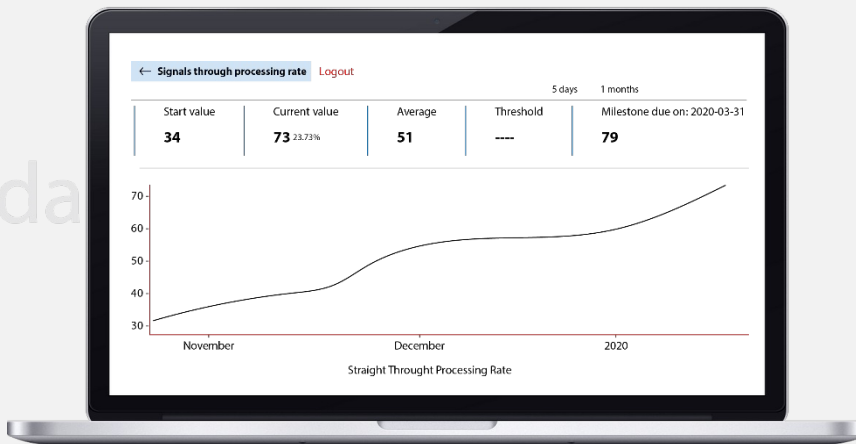 ← Signals through processing rate Logout
5 days 1 months
Start value Current value Average Threshold Milestone due on: 2020-03-31
34 73 23.73% 51 ---- 79
70
60
50
40
30
November December 2020
Straight Throught Processing Rate
da